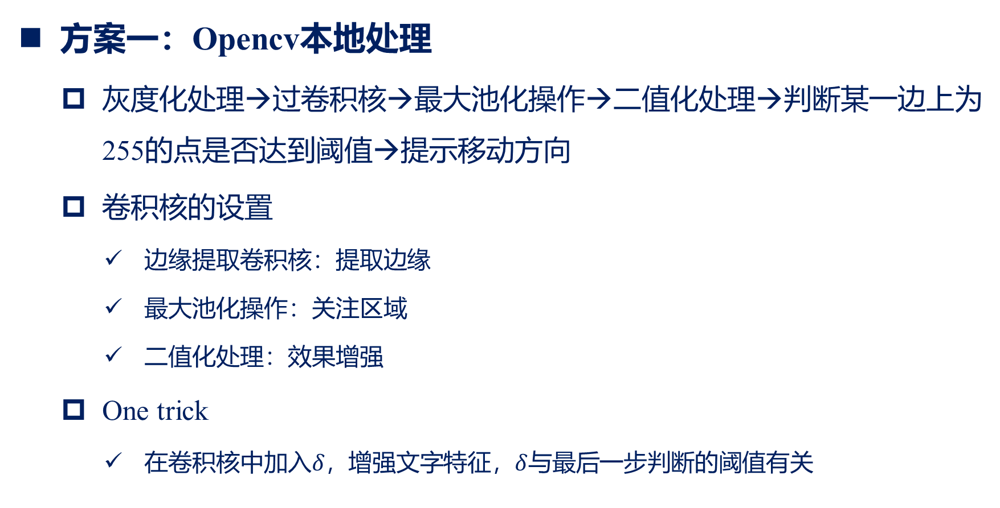 ■ 方案一：Opencv本地处理
灰度化处理→过卷积核→最大池化操作→二值化处理→判断某一边上为
255的点是否达到阈值→提示移动方向
卷积核的设置
✓ 边缘提取卷积核：提取边缘
✓ 最大池化操作：关注区域
✓ 二值化处理：效果增强
One trick
✓ 在卷积核中加入δ，增强文字特征，δ与最后一步判断的阈值有关